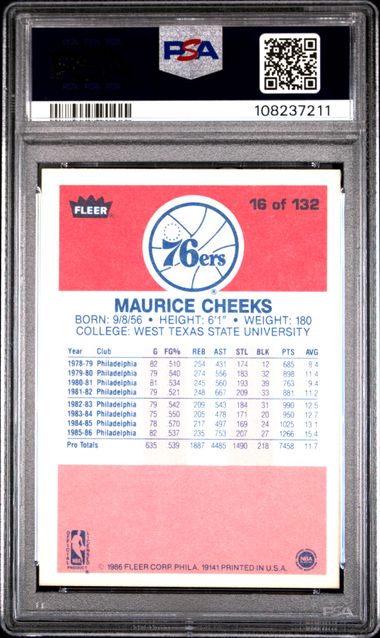 PSA
108237211
FLEER
16 of 132
76ers
MAURICE CHEEKS
BORN: 9/8/56 • HEIGHT: 6'1" • WEIGHT: 180
COLLEGE: WEST TEXAS STATE UNIVERSITY
Year Club G FG% REB AST STL BLK PTS AVG
1978-79 Philadelphia 82 .510 254 431 174 12 685 8.4
1979-80 Philadelphia 79 .540 274 556 183 32 898 11.4
1980-81 Philadelphia 81 .534 245 560 193 39 763 9.4
1981-82 Philadelphia 79 .521 248 667 209 33 881 11.2
1982-83 Philadelphia 79 .542 209 543 184 31 990 12.5
1983-84 Philadelphia 75 .550 205 478 171 20 950 12.7
1984-85 Philadelphia 78 .570 217 497 169 24 1025 13.1
1985-86 Philadelphia 82 .537 235 753 207 27 1266 15.4
Pro Totals 635 .539 1887 4485 1490 218 7458 11.7
OFFICIAL LICENSED
NBA
PRODUCT
NBA
© 1986 FLEER CORP. PHILA. 19141 PRINTED IN U.S.A.
PSA